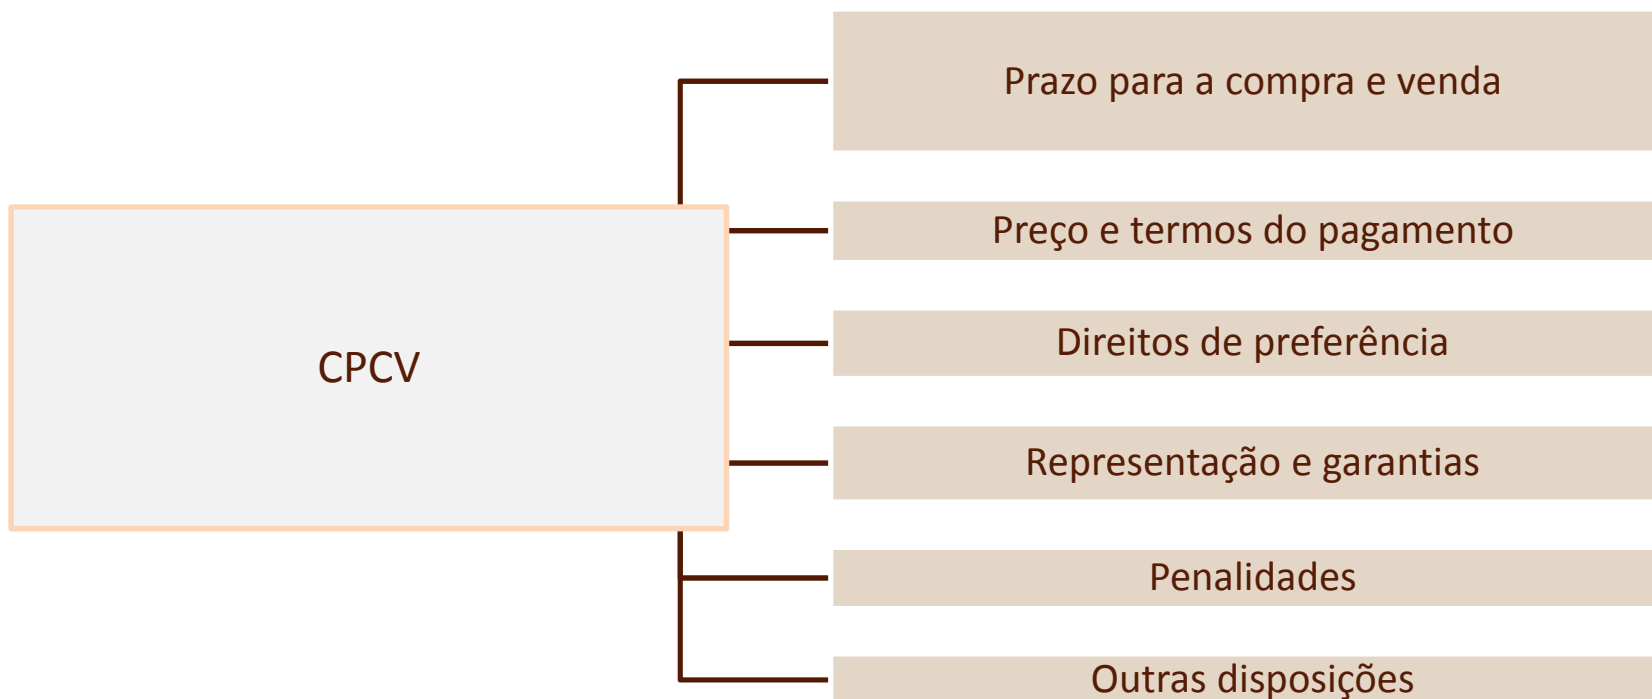 CPCV
Prazo para a compra e venda
Preço e termos do pagamento
Direitos de preferência
Representação e garantias
Penalidades
Outras disposições